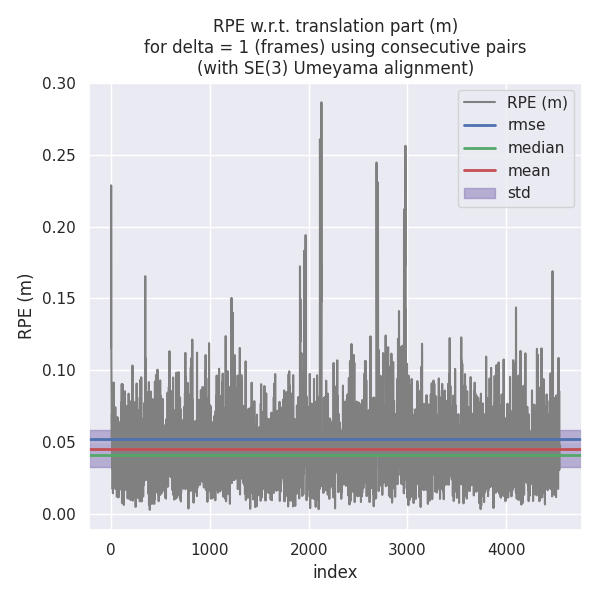 RPE w.r.t. translation part (m)
for delta = 1 (frames) using consecutive pairs
(with SE(3) Umeyama alignment)
RPE (m)
rmse
median
mean
std
0.30
0.25
0.20
0.15
0.10
0.05
0.00
RPE (m)
0
1000
2000
3000
4000
index